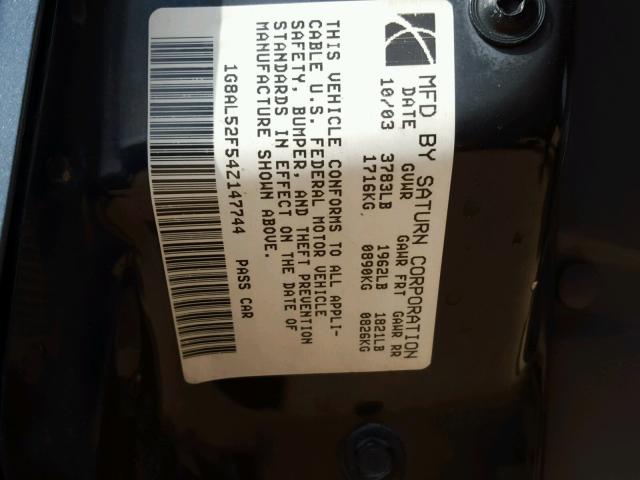 MFD BY SATURN CORPORATION
DATE GVWR GAWR FRT GAWR RR
10/03 3783LB 1962LB 1821LB
1716KG 0890KG 0826KG
THIS VEHICLE CONFORMS TO ALL APPLI-
CABLE U.S. FEDERAL MOTOR VEHICLE
SAFETY, BUMPER, AND THEFT PREVENTION
STANDARDS IN EFFECT ON THE DATE OF
MANUFACTURE SHOWN ABOVE.
1G8AL52F54Z147744 PASS CAR